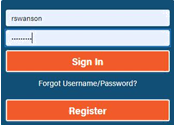 rswanson
.........
Sign In
Forgot Username/Password?
Register